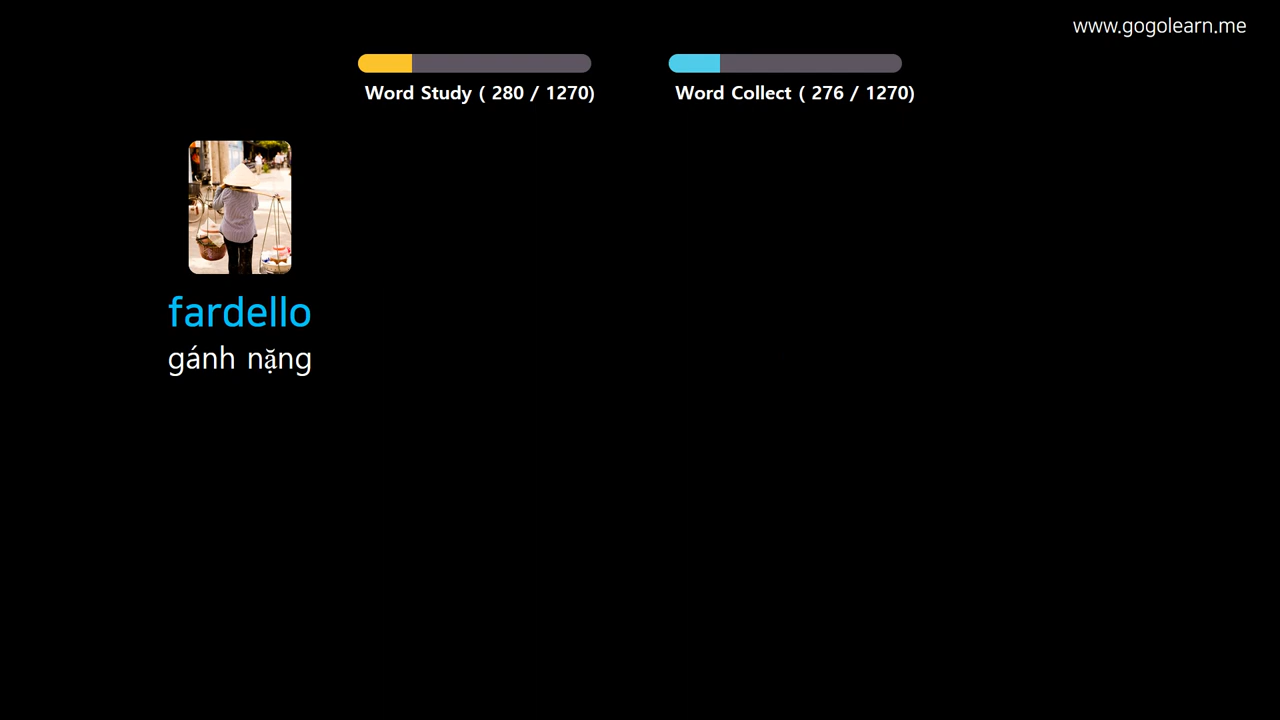 www.gogolearn.me
Word Study ( 280 / 1270)
Word Collect ( 276 / 1270)
fardello
gánh nặng